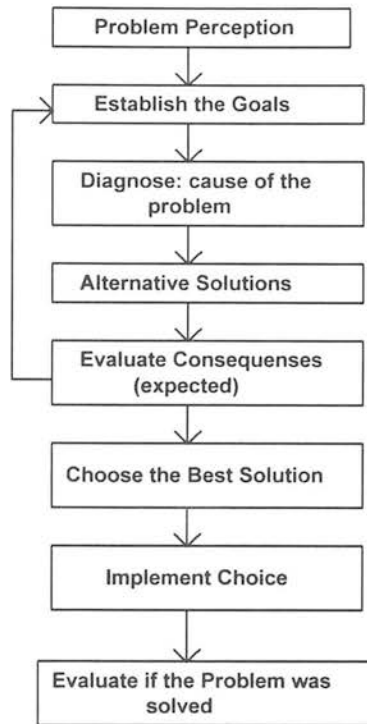 Problem Perception
Establish the Goals
Diagnose: cause of the
problem
Alternative Solutions
Evaluate Consequenses
(expected)
Choose the Best Solution
Implement Choice
Evaluate if the Problem was
solved